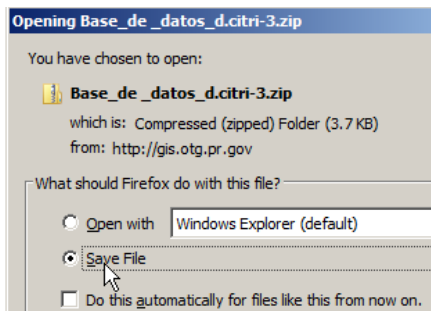 Opening Base_de _datos_d.citri-3.zip
You have chosen to open:
Base_de _datos_d.citri-3.zip
which is: Compressed (zipped) Folder (3.7 KB)
from: http://gis.otg.pr.gov
What should Firefox do with this file?
Open with Windows Explorer (default)
Save File
Do this automatically for files like this from now on.